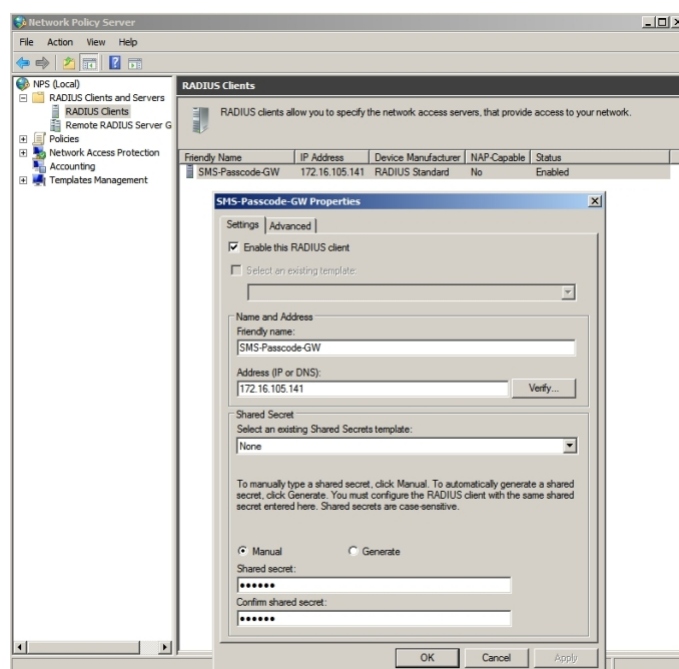 Network Policy Server
File Action View Help
NPS (Local)
RADIUS Clients and Servers
RADIUS Clients
Remote RADIUS Server G
Policies
Network Access Protection
Accounting
Templates Management
RADIUS Clients
RADIUS clients allow you to specify the network access servers, that provide access to your network.
Friendly Name IP Address Device Manufacturer NAP-Capable Status
SMS-Passcode-GW 172.16.105.141 RADIUS Standard No Enabled
SMS-Passcode-GW Properties
Settings Advanced
Enable this RADIUS client
Select an existing template:
Name and Address
Friendly name:
SMS-Passcode-GW
Address (IP or DNS):
172.16.105.141
Verify...
Shared Secret
Select an existing Shared Secrets template:
None
To manually type a shared secret, click Manual. To automatically generate a shared
secret, click Generate. You must configure the RADIUS client with the same shared
secret entered here. Shared secrets are case-sensitive.
Manual Generate
Shared secret:
••••••
Confirm shared secret:
••••••
OK Cancel Apply